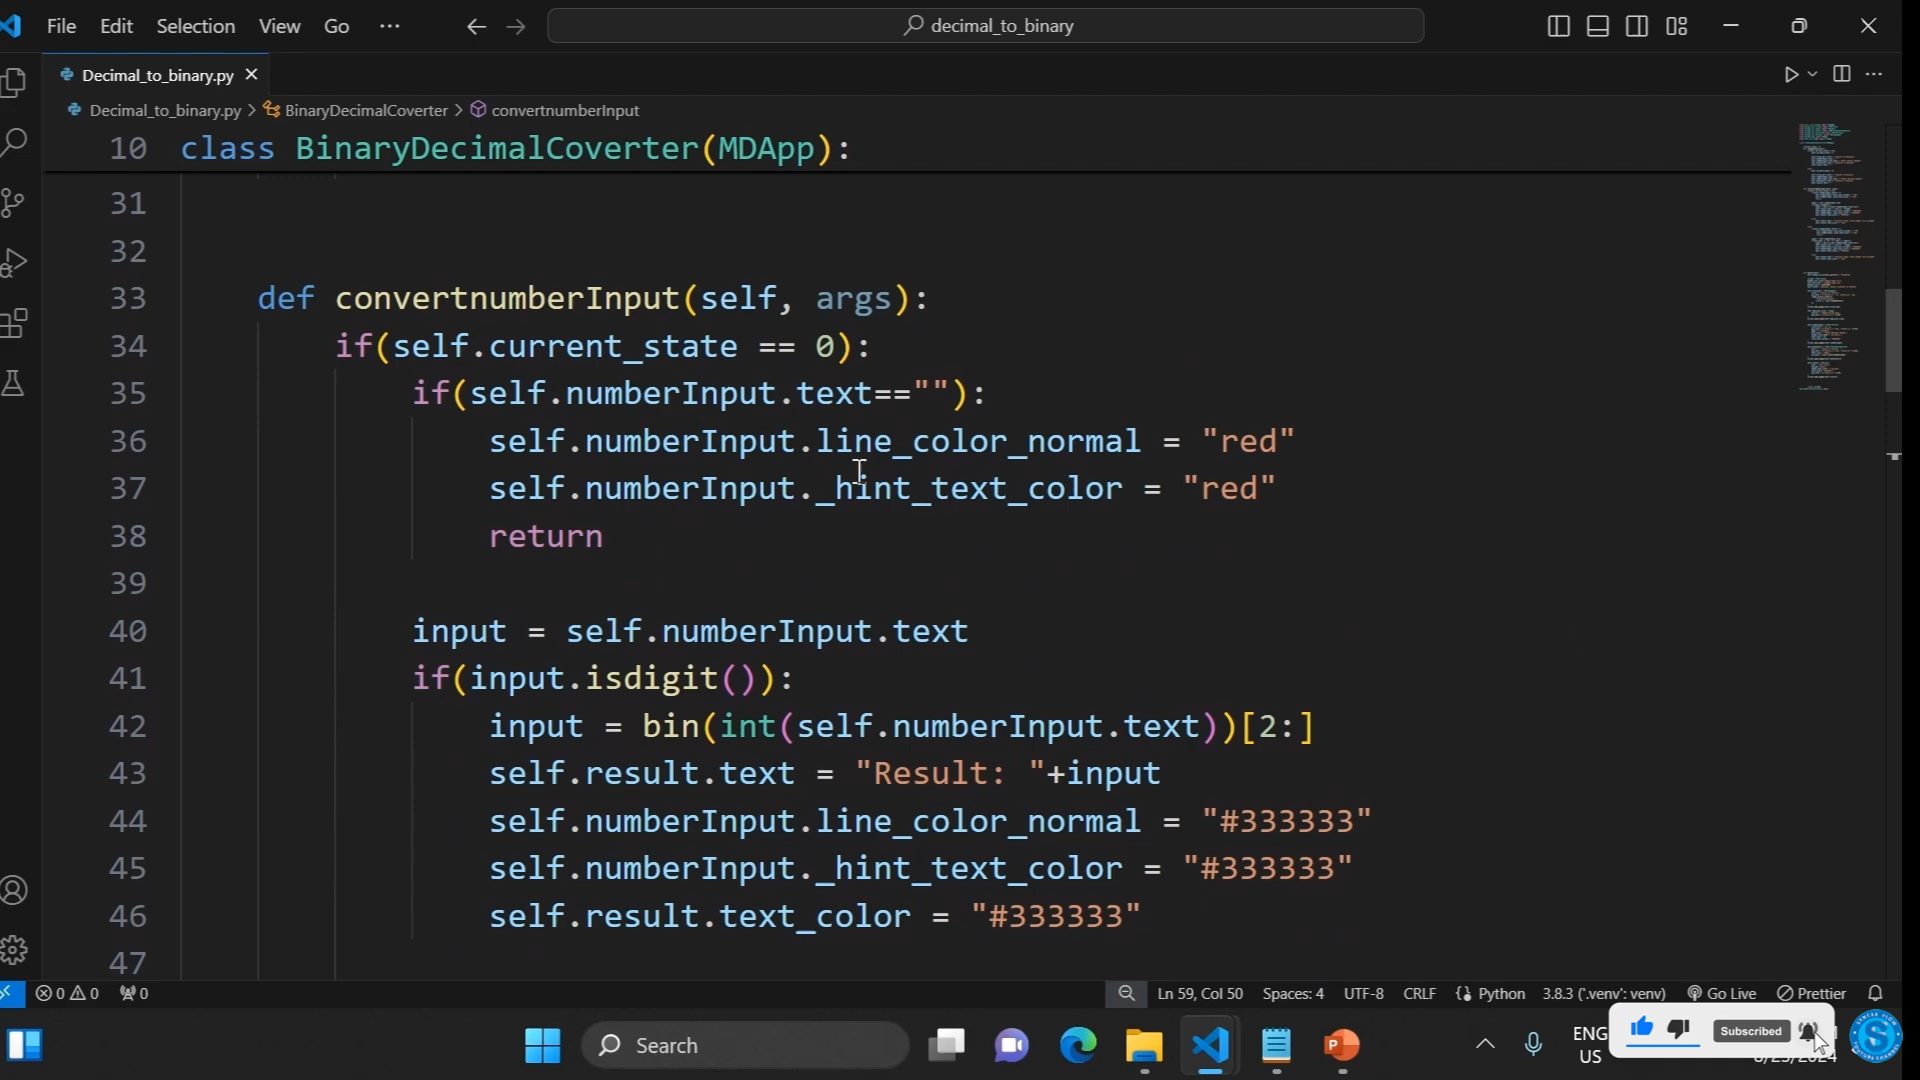 File Edit Selection View Go ··· decimal_to_binary
Decimal_to_binary.py
Decimal_to_binary.py > BinaryDecimalCoverter > convertnumberInput
10 class BinaryDecimalCoverter(MDApp):
31
32
33 def convertnumberInput(self, args):
34 if(self.current_state == 0):
35 if(self.numberInput.text==""):
36 self.numberInput.line_color_normal = "red"
37 self.numberInput._hint_text_color = "red"
38 return
39
40 input = self.numberInput.text
41 if(input.isdigit()):
42 input = bin(int(self.numberInput.text))[2:]
43 self.result.text = "Result: "+input
44 self.numberInput.line_color_normal = "#333333"
45 self.numberInput._hint_text_color = "#333333"
46 self.result.text_color = "#333333"
47
0 0 0 Ln 59, Col 50 Spaces: 4 UTF-8 CRLF Python 3.8.3 ('.venv': venv) Go Live Prettier
Search
ENG
US
Subscribed